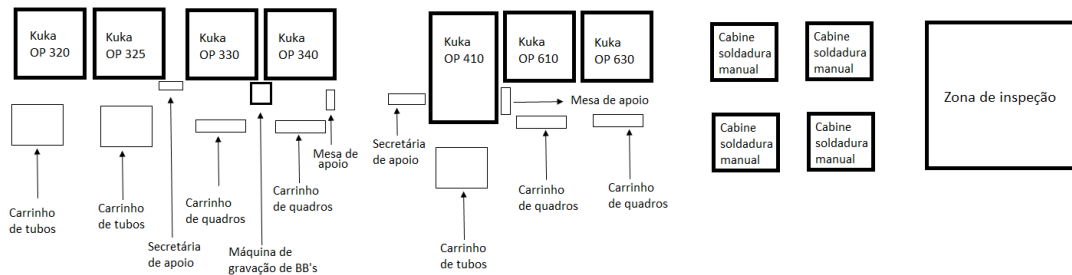 Kuka
OP 320
Kuka
OP 325
Kuka
OP 330
Kuka
OP 340
Kuka
OP 410
Kuka
OP 610
Kuka
OP 630
Cabine
soldadura
manual
Cabine
soldadura
manual
Zona de inspeção
Mesa de apoio
Cabine
soldadura
manual
Cabine
soldadura
manual
Secretária
de apoio
Mesa de
apoio
Carrinho
de quadros
Carrinho
de quadros
Carrinho
de quadros
Carrinho
de quadros
Carrinho
de tubos
Carrinho
de tubos
Secretária
de apoio
Máquina de
gravação de BB's
Carrinho
de tubos